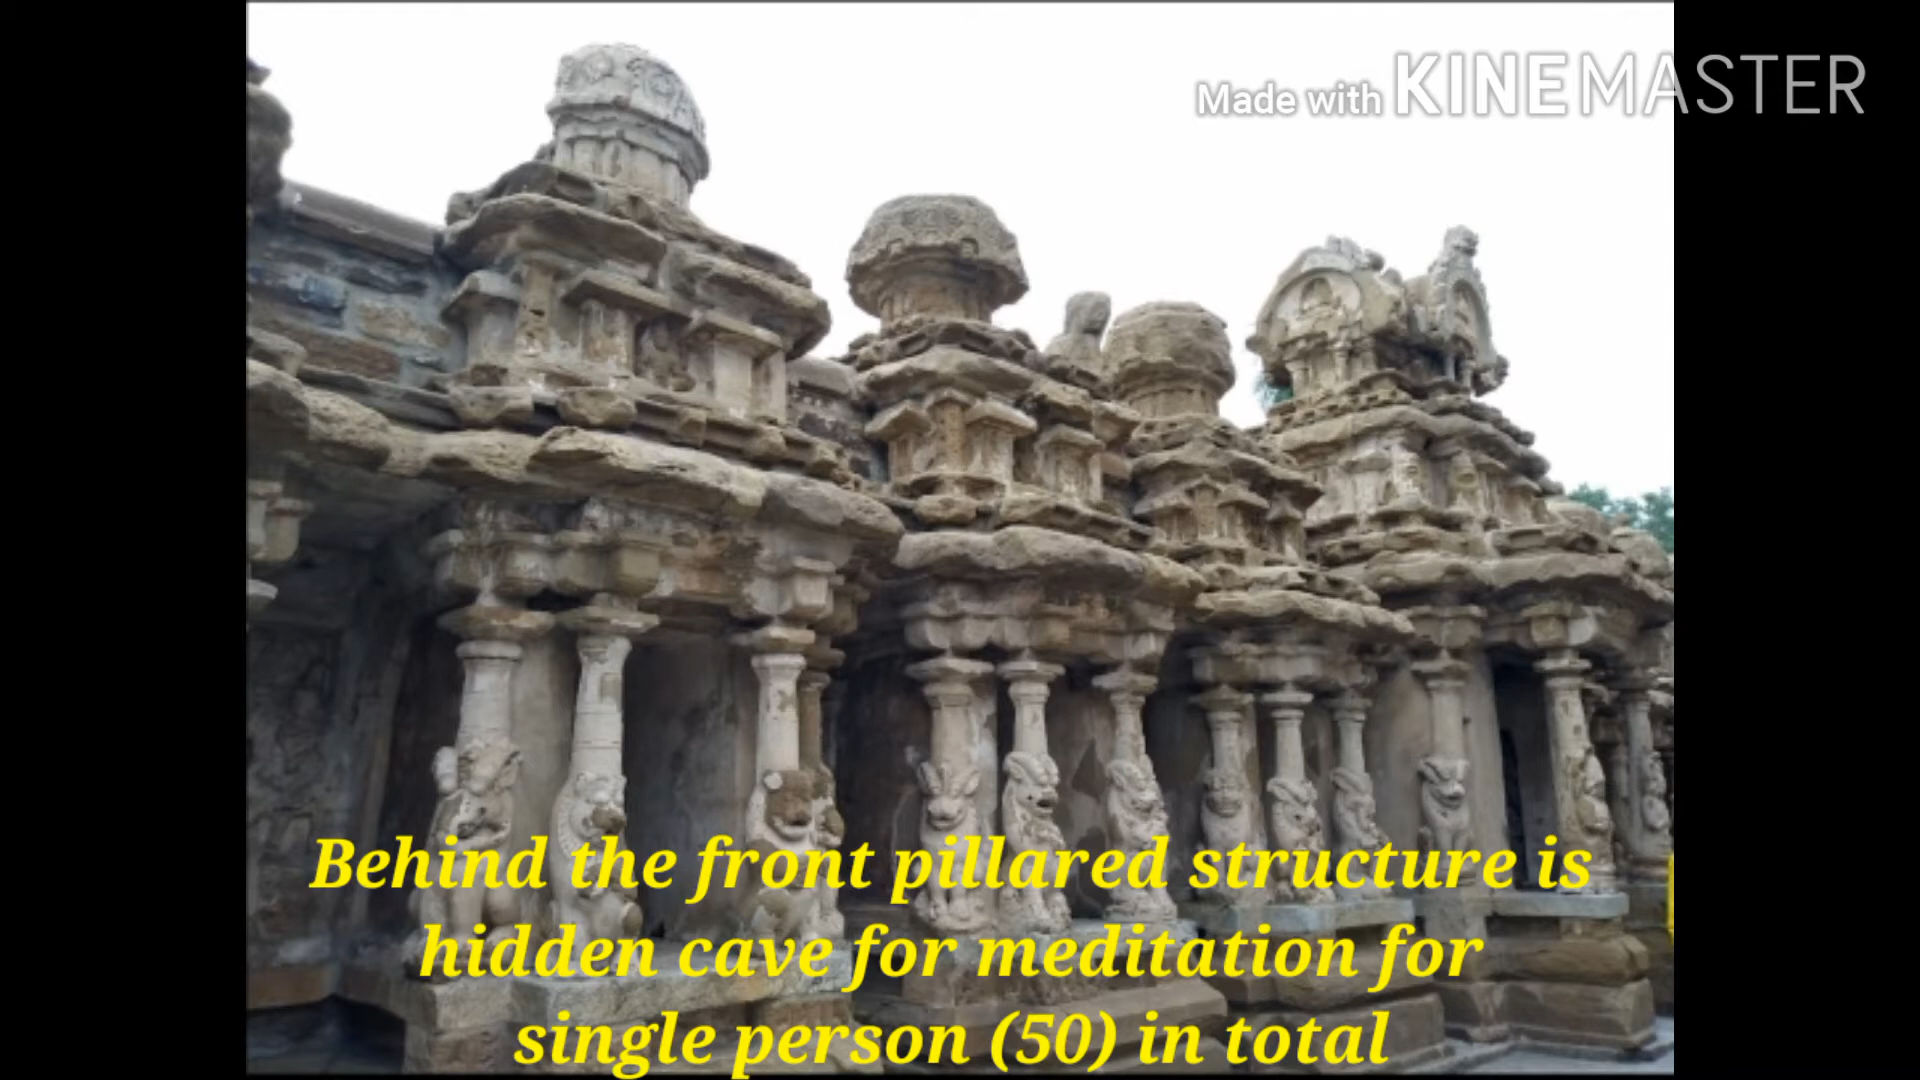 Made with KINEMASTER
Behind the front pillared structure is
hidden cave for meditation for
single person (50) in total